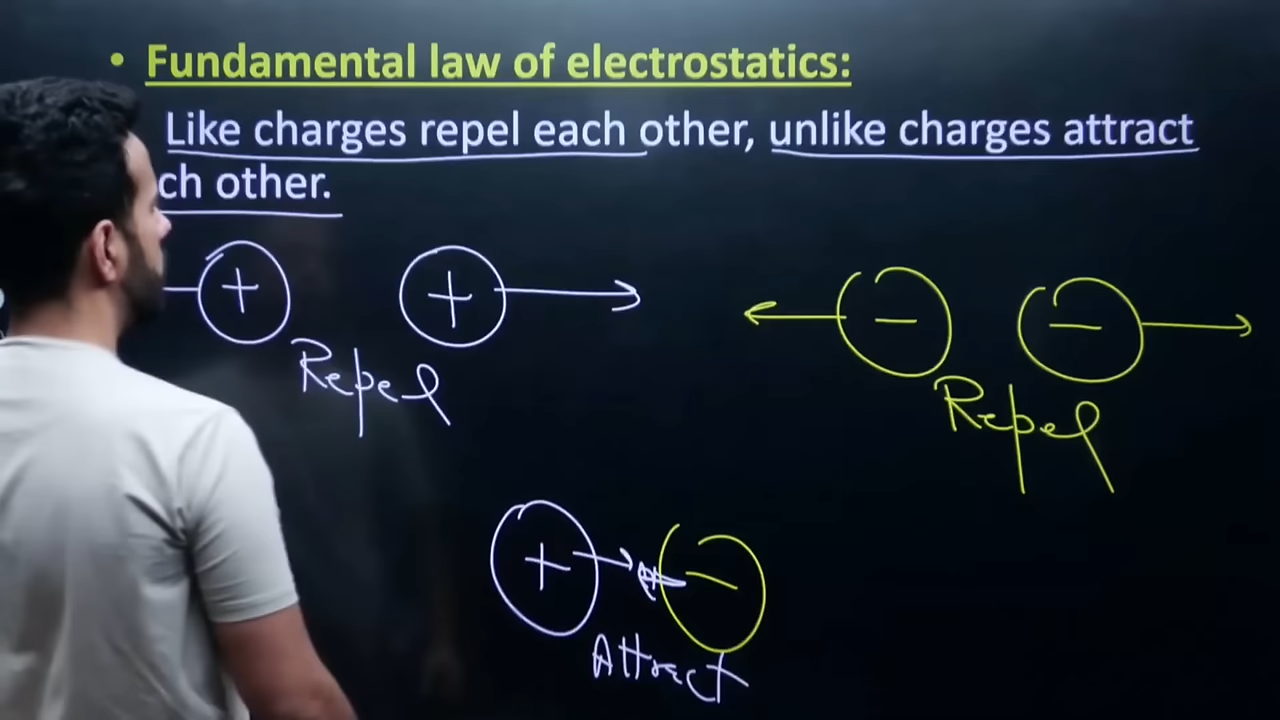 • Fundamental law of electrostatics:
Like charges repel each other, unlike charges attract
ch other.
+ +
- -
Repel
Repel
+ -
Attract